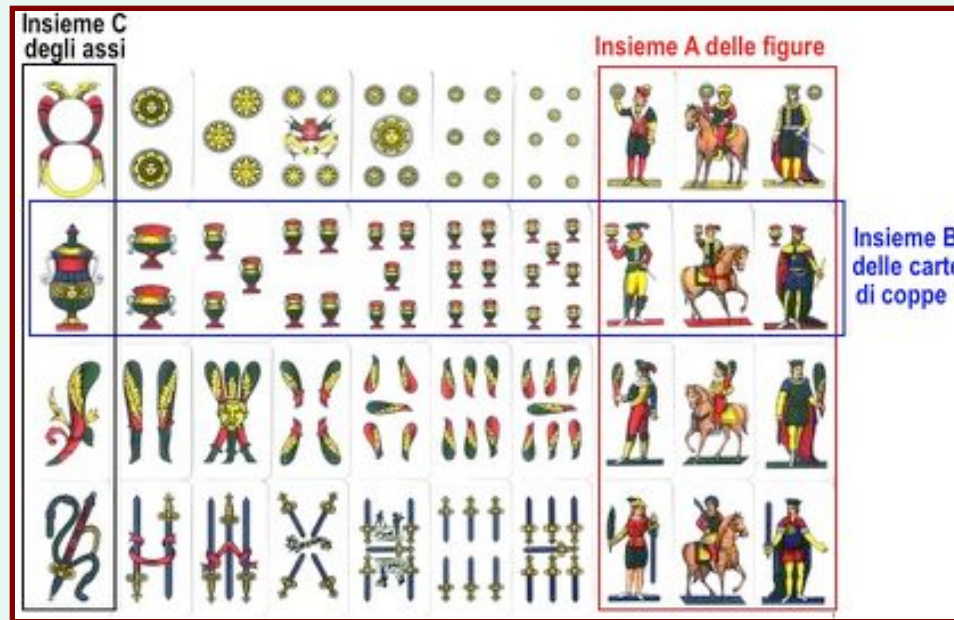 Insieme C
degli assi
Insieme A delle figure
Insieme B
delle carte
di coppe